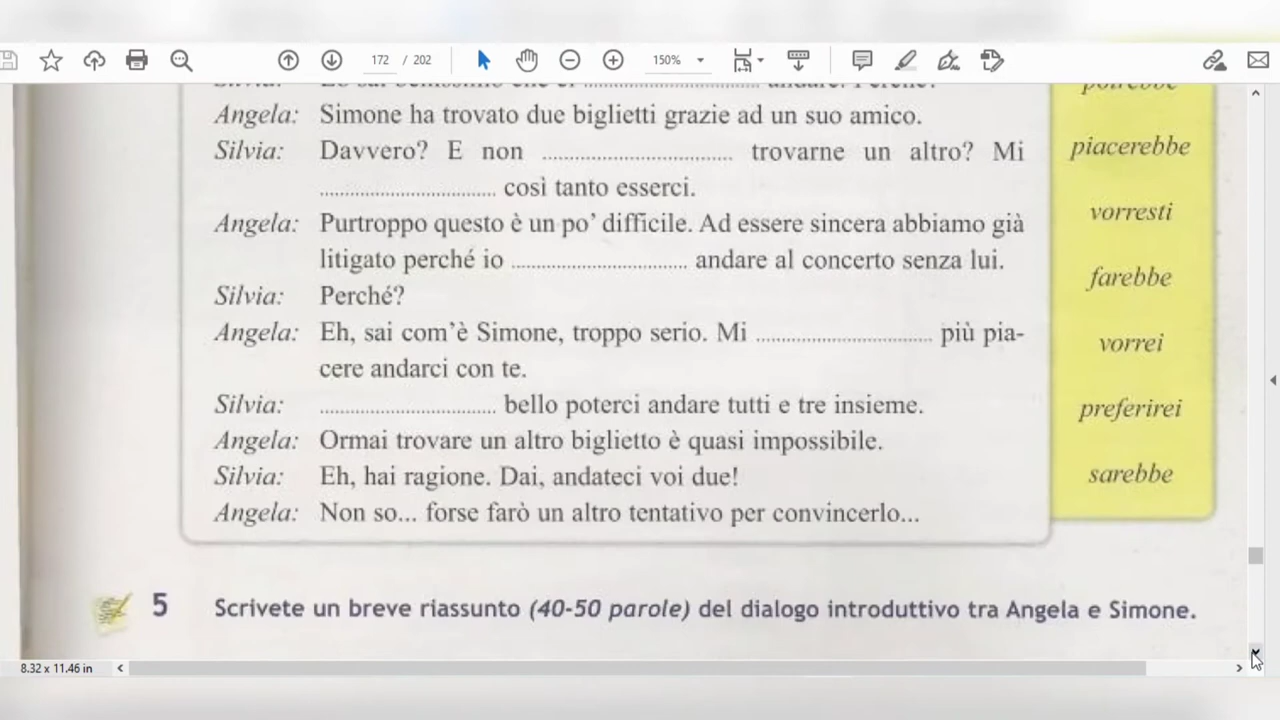 172 / 202
150%
Angela: Simone ha trovato due biglietti grazie ad un suo amico.
Silvia: Davvero? E non .................................. trovarne un altro? Mi
................................ così tanto esserci.
Angela: Purtroppo questo è un po’ difficile. Ad essere sincera abbiamo già
litigato perché io ................................ andare al concerto senza lui.
Silvia: Perché?
Angela: Eh, sai com’è Simone, troppo serio. Mi ................................ più pia-
cere andarci con te.
Silvia: ................................ bello poterci andare tutti e tre insieme.
Angela: Ormai trovare un altro biglietto è quasi impossibile.
Silvia: Eh, hai ragione. Dai, andateci voi due!
Angela: Non so... forse farò un altro tentativo per convincerlo...
potrebbe
piacerebbe
vorresti
farebbe
vorrei
preferirei
sarebbe
5 Scrivete un breve riassunto (40-50 parole) del dialogo introduttivo tra Angela e Simone.
8.32 x 11.46 in